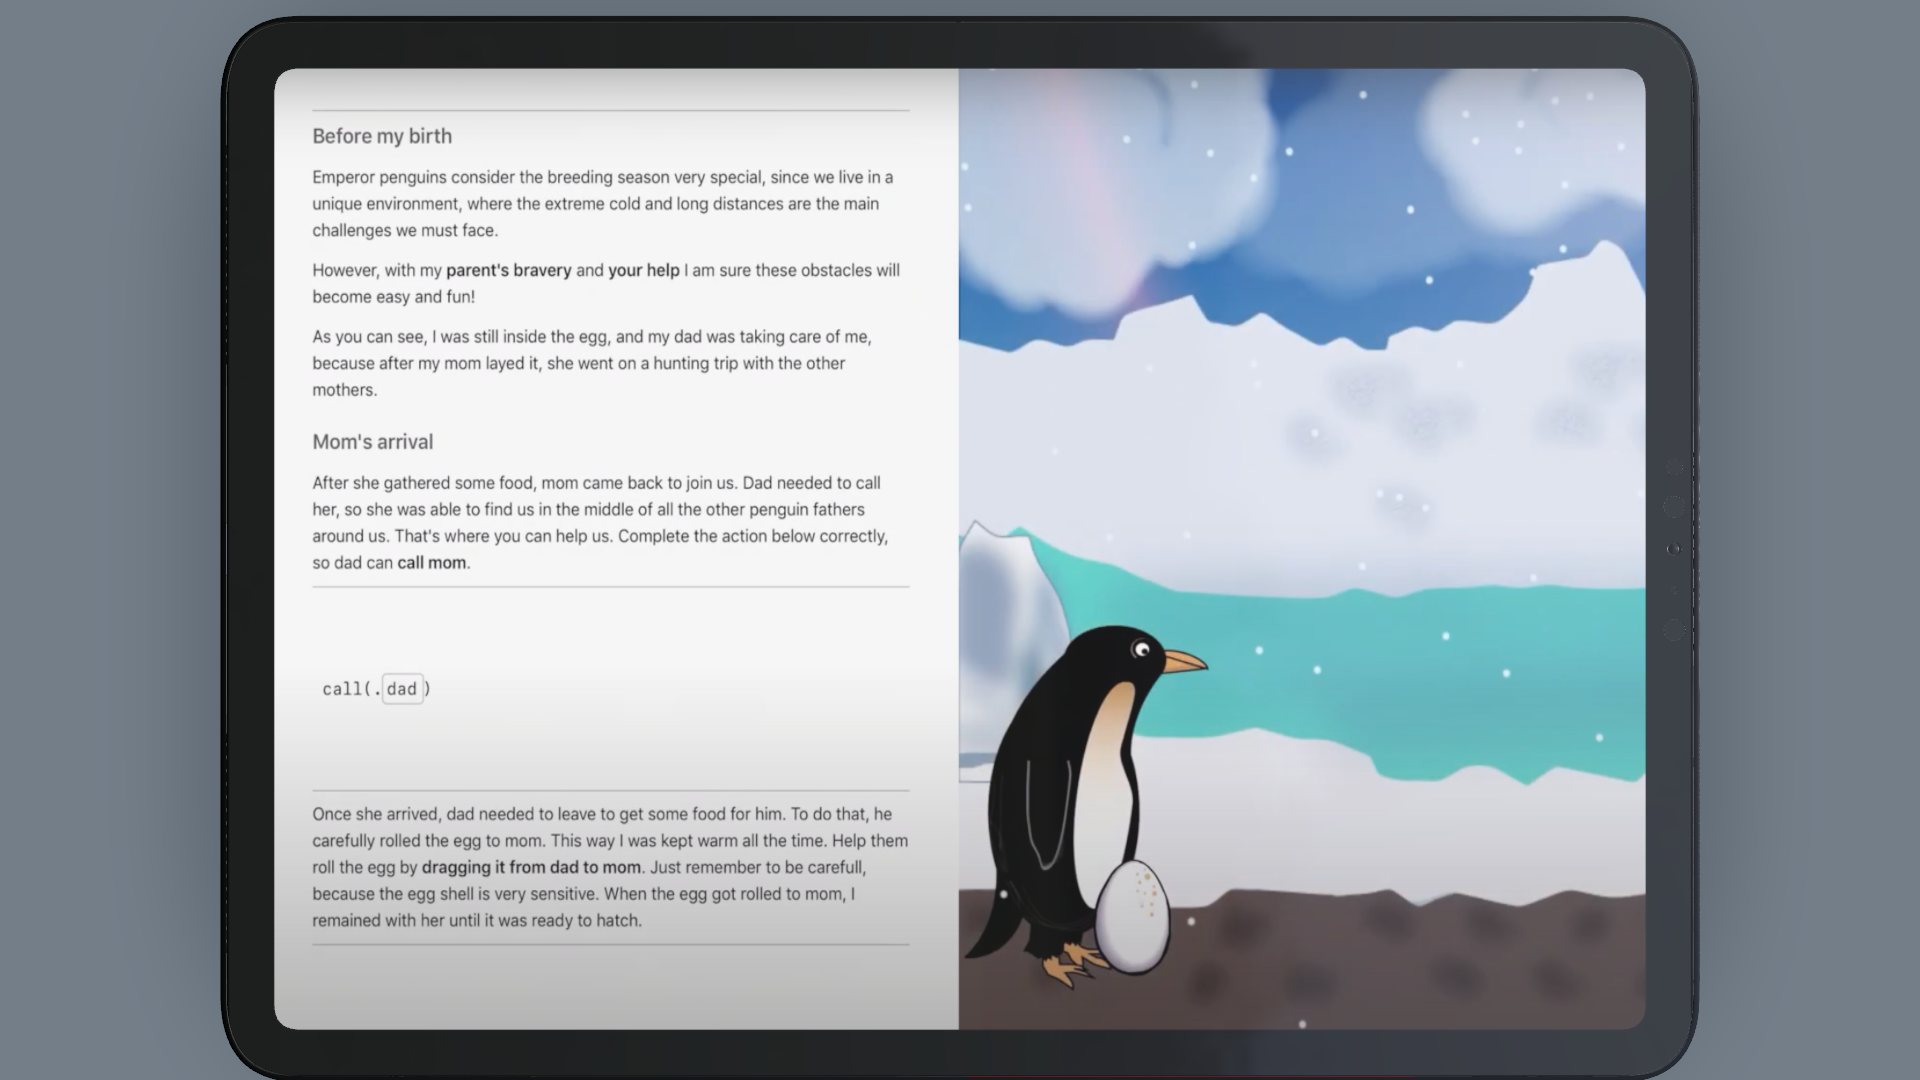 Before my birth
Emperor penguins consider the breeding season very special, since we live in a
unique environment, where the extreme cold and long distances are the main
challenges we must face.
However, with my parent's bravery and your help I am sure these obstacles will
become easy and fun!
As you can see, I was still inside the egg, and my dad was taking care of me,
because after my mom layed it, she went on a hunting trip with the other
mothers.
Mom's arrival
After she gathered some food, mom came back to join us. Dad needed to call
her, so she was able to find us in the middle of all the other penguin fathers
around us. That's where you can help us. Complete the action below correctly,
so dad can call mom.
call(.dad)
Once she arrived, dad needed to leave to get some food for him. To do that, he
carefully rolled the egg to mom. This way I was kept warm all the time. Help them
roll the egg by dragging it from dad to mom. Just remember to be carefull,
because the egg shell is very sensitive. When the egg got rolled to mom, I
remained with her until it was ready to hatch.